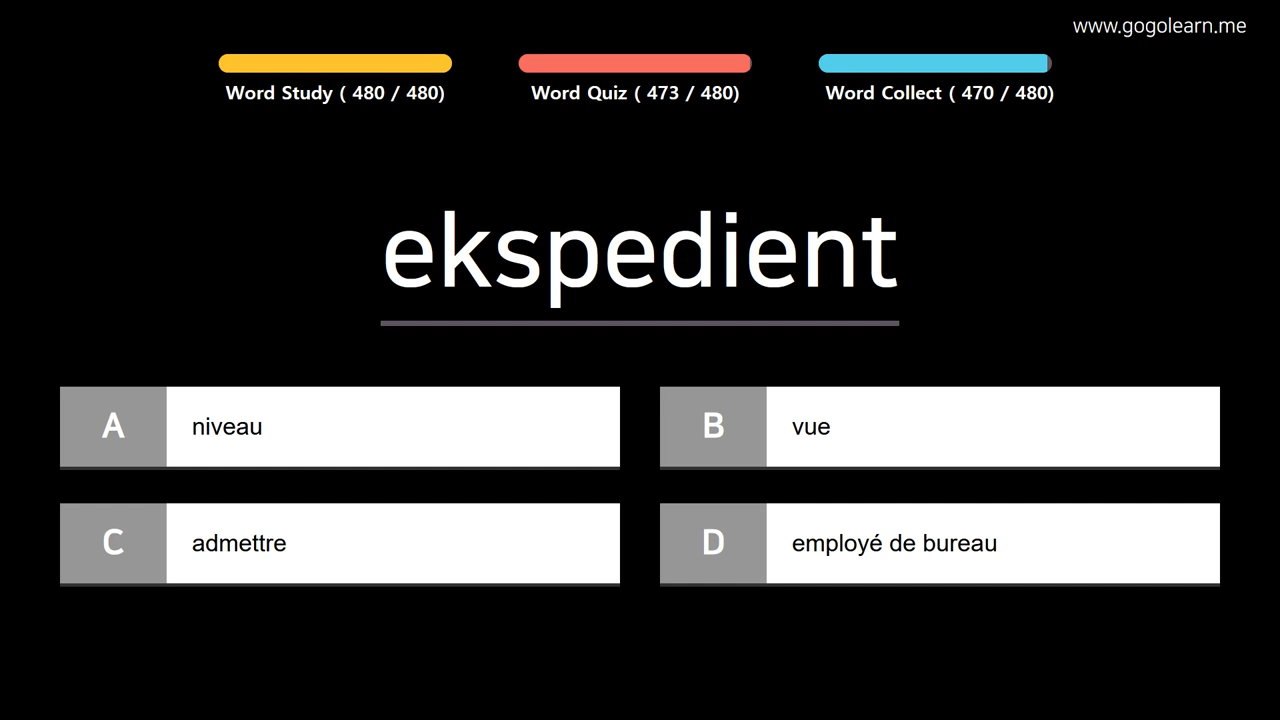 www.gogolearn.me
Word Study ( 480 / 480)
Word Quiz ( 473 / 480)
Word Collect ( 470 / 480)
ekspedient
A niveau
B vue
C admettre
D employé de bureau